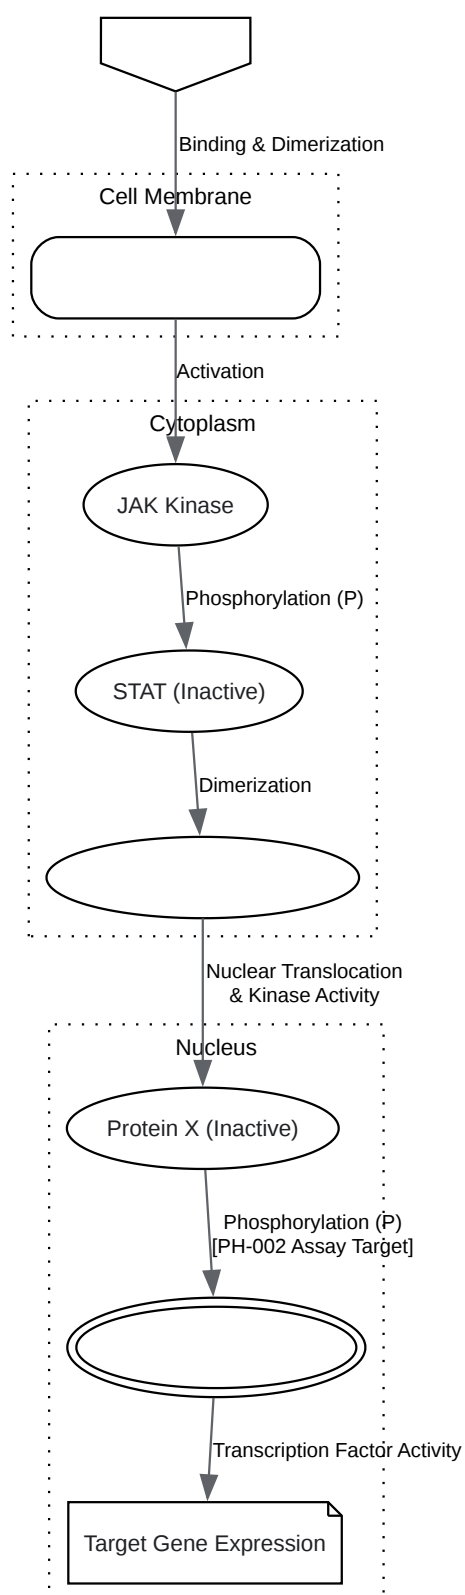 Binding & Dimerization
Cell Membrane
Activation
Cytoplasm
JAK Kinase
Phosphorylation (P)
STAT (Inactive)
Dimerization
Nuclear Translocation
& Kinase Activity
Nucleus
Protein X (Inactive)
Phosphorylation (P)
[PH-002 Assay Target]
Transcription Factor Activity
Target Gene Expression